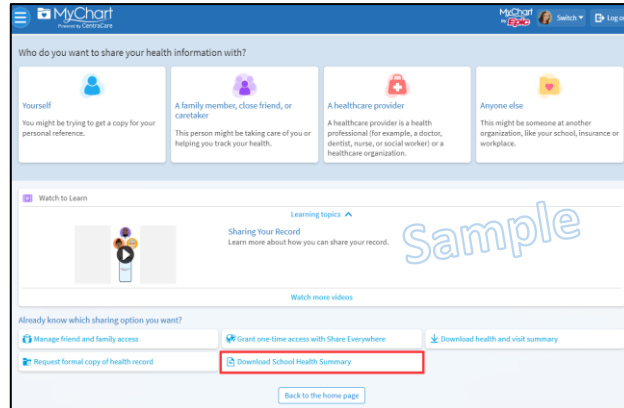 MyChart
Powered by CentraCare
MyChart
by Epic
Switch
Log ou
Who do you want to share your health information with?
Yourself
You might be trying to get a copy for your
personal reference.
A family member, close friend, or
caretaker
This person might be taking care of you or
helping you track your health.
A healthcare provider
A healthcare provider is a health
professional (for example, a doctor,
dentist, nurse, or social worker) or a
healthcare organization.
Anyone else
This might be someone at another
organization, like your school, insurance or
workplace.
Watch to Learn
Learning topics
Sharing Your Record
Learn more about how you can share your record.
Sample
Watch more videos
Already know which sharing option you want?
Manage friend and family access
Grant one-time access with Share Everywhere
Download health and visit summary
Request formal copy of health record
Download School Health Summary
Back to the home page